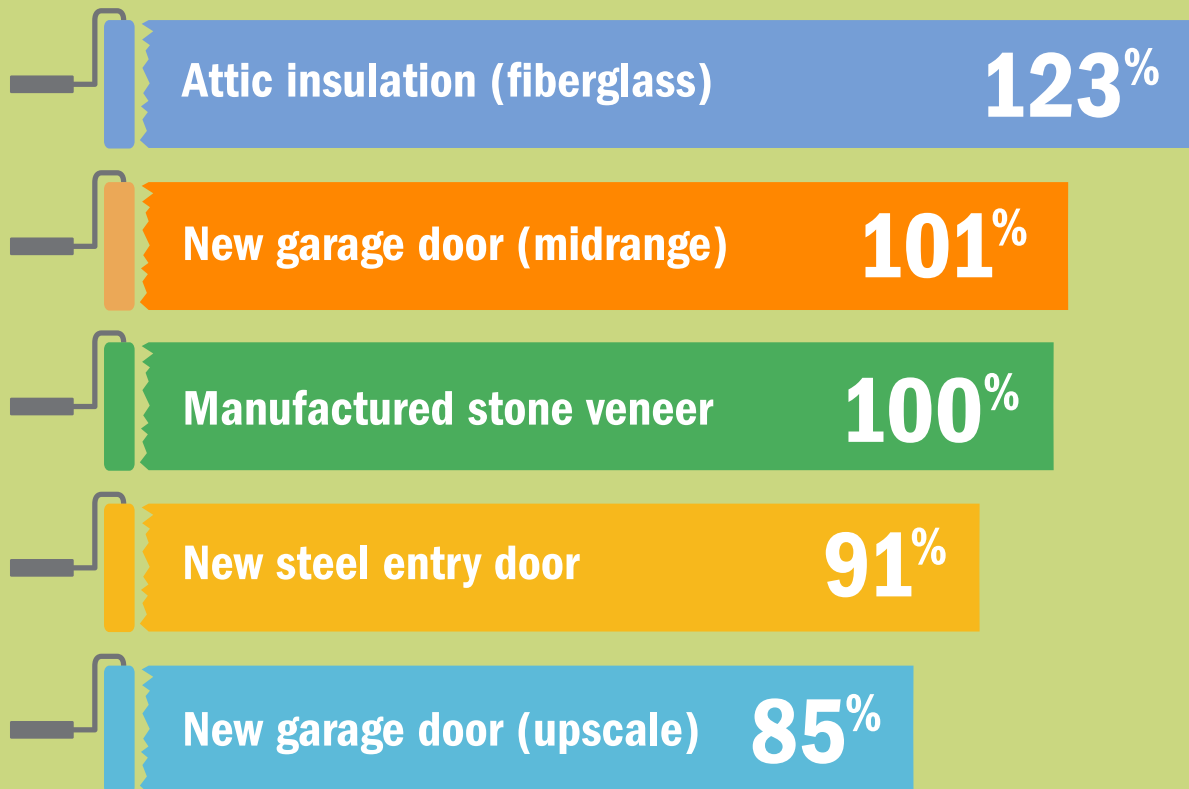 Attic insulation (fiberglass) 123%
New garage door (midrange) 101%
Manufactured stone veneer 100%
New steel entry door 91%
New garage door (upscale) 85%